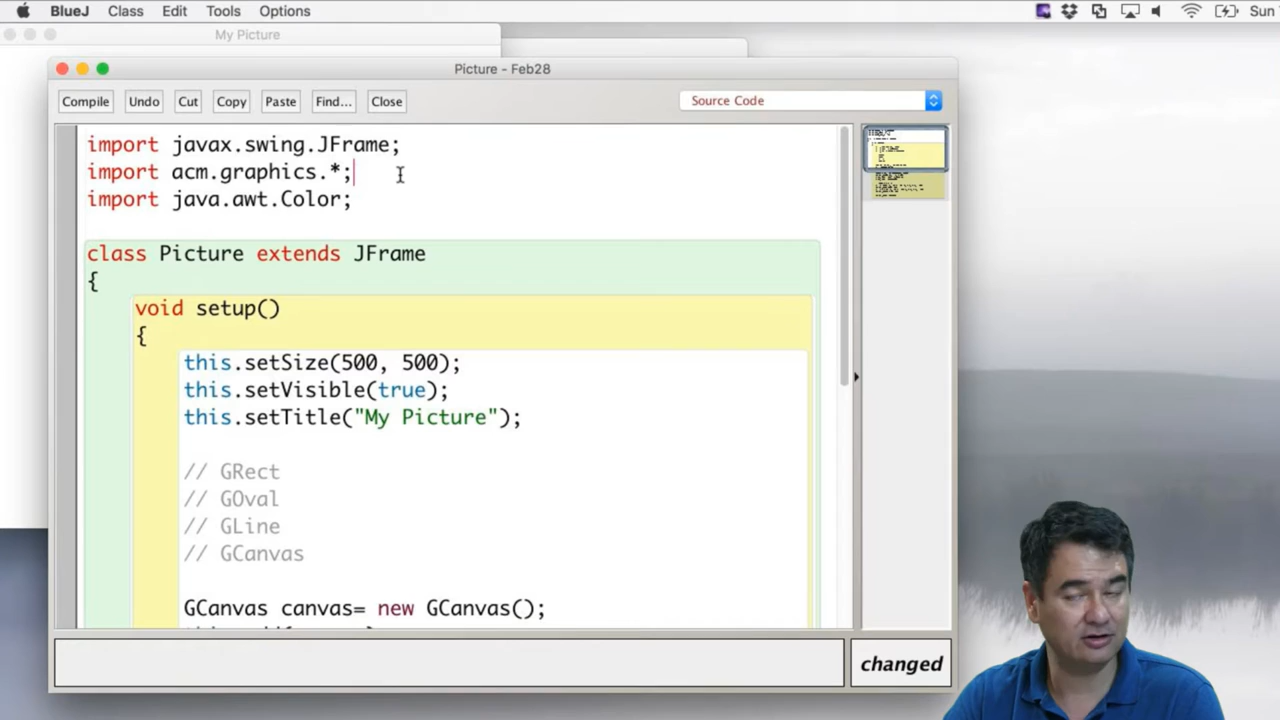 BlueJ Class Edit Tools Options Sun
My Picture
Picture - Feb28
Compile Undo Cut Copy Paste Find... Close Source Code
import javax.swing.JFrame;
import acm.graphics.*;
import java.awt.Color;
class Picture extends JFrame
{
void setup()
{
this.setSize(500, 500);
this.setVisible(true);
this.setTitle("My Picture");
// GRect
// GOval
// GLine
// GCanvas
GCanvas canvas= new GCanvas();
changed